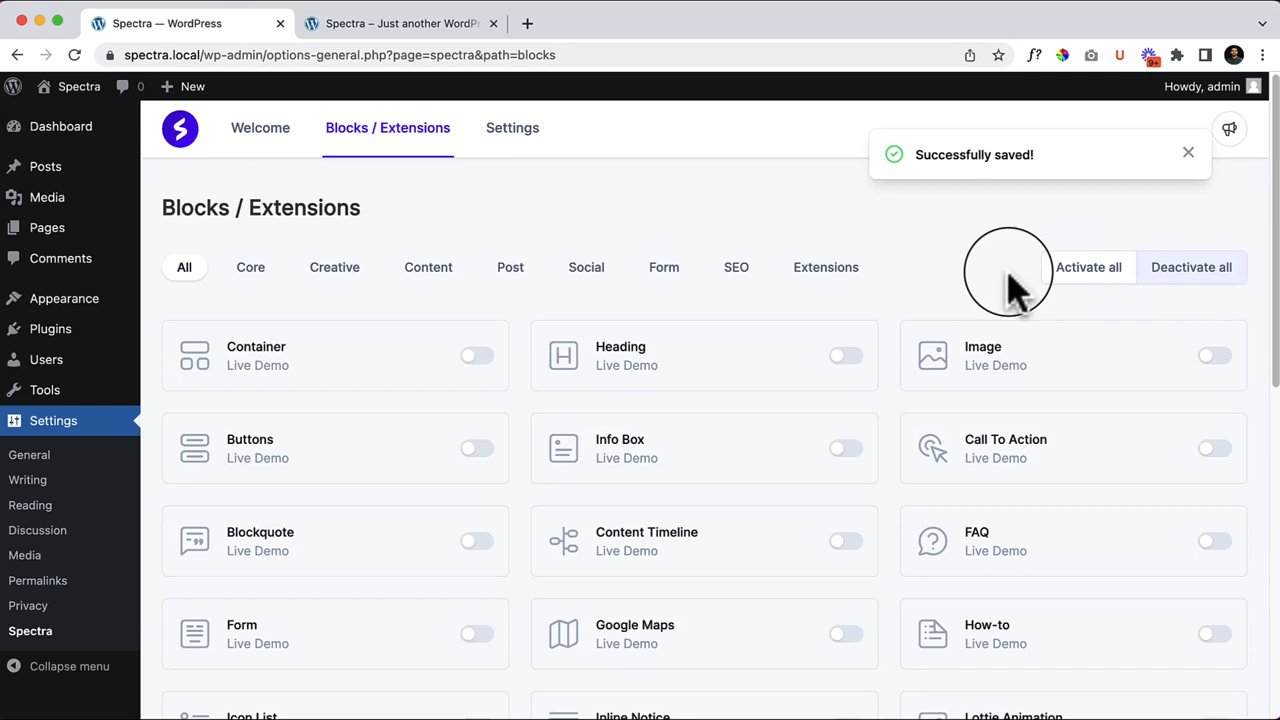 Spectra — WordPress
Spectra – Just another WordPr
spectra.local/wp-admin/options-general.php?page=spectra&path=blocks
f?
U
9+
Spectra
0
New
Howdy, admin
Dashboard
Posts
Media
Pages
Comments
Appearance
Plugins
Users
Tools
Settings
General
Writing
Reading
Discussion
Media
Permalinks
Privacy
Spectra
Collapse menu
Welcome
Blocks / Extensions
Settings
Successfully saved!
Blocks / Extensions
All
Core
Creative
Content
Post
Social
Form
SEO
Extensions
Activate all
Deactivate all
Container
Live Demo
Heading
Live Demo
Image
Live Demo
Buttons
Live Demo
Info Box
Live Demo
Call To Action
Live Demo
Blockquote
Live Demo
Content Timeline
Live Demo
FAQ
Live Demo
Form
Live Demo
Google Maps
Live Demo
How-to
Live Demo
Icon List
Inline Notice
Lottie Animation